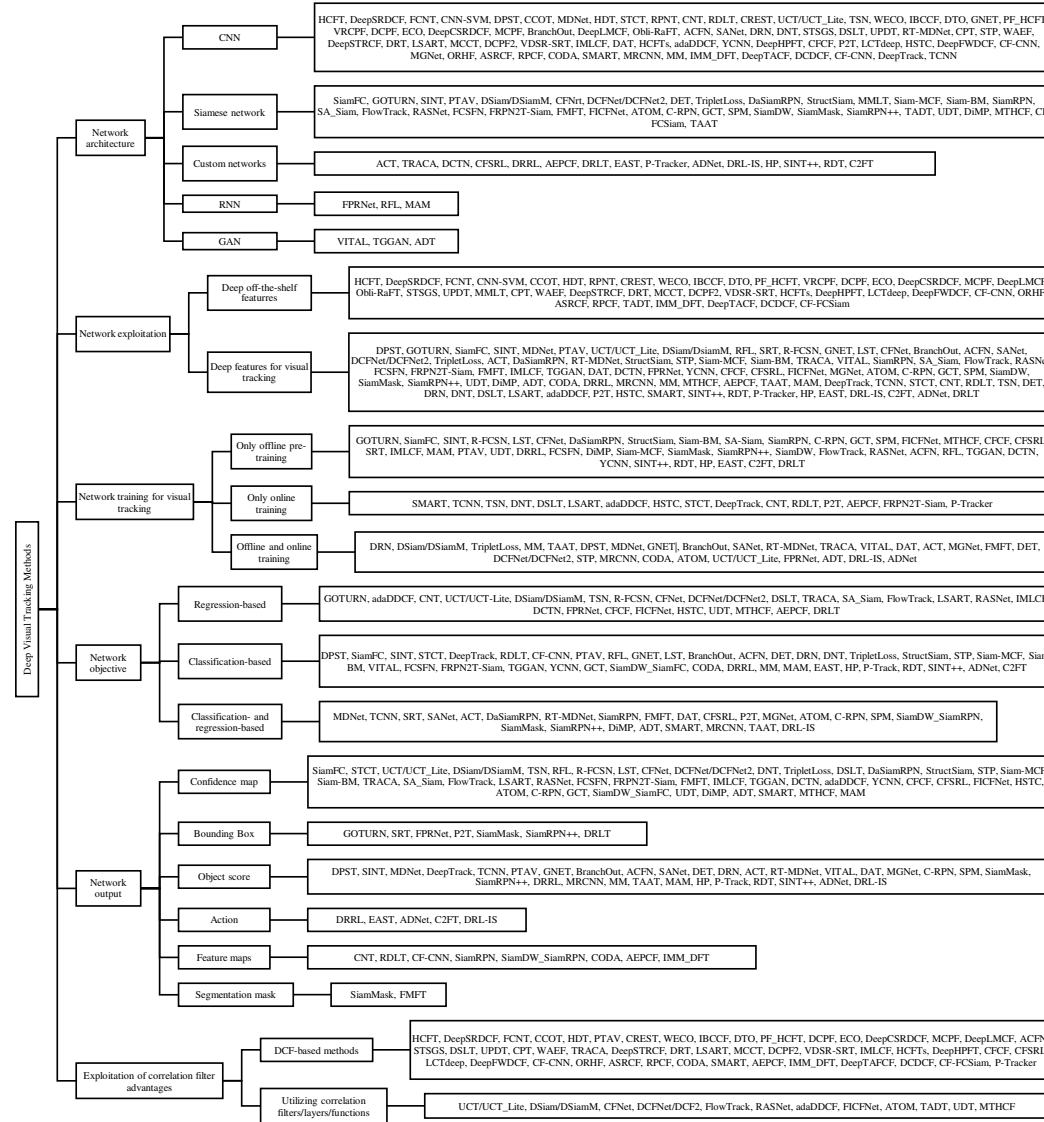 Deep Visual Tracking Methods
Network
architecture
CNN
HCFT, DeepSRDCF, FCNT, CNN-SVM, DPST, CCOT, MDNet, HDT, STCT, RPNT, CNT, RDLT, CREST, UCT/UCT_Lite, TSN, WECO, IBCCF, DTO, GNET, PF_HCFT,
VRCPF, DCPF, ECO, DeepCSRDCF, MCPF, BranchOut, DeepLMCF, Obli-RaFT, ACFN, SANet, DRN, DNT, STSGS, DSLT, UPDT, RT-MDNet, CPT, STP, WAEF,
DeepSTRCF, DRT, LSART, MCCT, DCPF2, VDSR-SRT, IMLCF, DAT, HCFTs, adaDDCF, YCNN, DeepHPFT, CFCF, P2T, LCTdeep, HSTC, DeepFWDCF, CF-CNN,
MGNet, ORHF, ASRCF, RPCF, CODA, SMART, MRCNN, MM, IMM_DFT, DeepTACF, DCDCF, CF-CNN, DeepTrack, TCNN
Siamese network
SiamFC, GOTURN, SINT, PTAV, DSiam/DSiamM, CFNrt, DCFNet/DCFNet2, DET, TripletLoss, DaSiamRPN, StructSiam, MMLT, Siam-MCF, Siam-BM, SiamRPN,
SA_Siam, FlowTrack, RASNet, FCSFN, FRPN2T-Siam, FMFT, FICFNet, ATOM, C-RPN, GCT, SPM, SiamDW, SiamMask, SiamRPN++, TADT, UDT, DiMP, MTHCF, CF-
FCSiam, TAAT
Custom networks
ACT, TRACA, DCTN, CFSRL, DRRL, AEPCF, DRLT, EAST, P-Tracker, ADNet, DRL-IS, HP, SINT++, RDT, C2FT
RNN
FPRNet, RFL, MAM
GAN
VITAL, TGGAN, ADT
Network exploitation
Deep off-the-shelf
featurres
HCFT, DeepSRDCF, FCNT, CNN-SVM, CCOT, HDT, RPNT, CREST, WECO, IBCCF, DTO, PF_HCFT, VRCPF, DCPF, ECO, DeepCSRDCF, MCPF, DeepLMCF,
Obli-RaFT, STSGS, UPDT, MMLT, CPT, WAEF, DeepSTRCF, DRT, MCCT, DCPF2, VDSR-SRT, HCFTs, DeepHPFT, LCTdeep, DeepFWDCF, CF-CNN, ORHF,
ASRCF, RPCF, TADT, IMM_DFT, DeepTACF, DCDCF, CF-FCSiam
Deep features for visual
tracking
DPST, GOTURN, SiamFC, SINT, MDNet, PTAV, UCT/UCT_Lite, DSiam/DSiamM, RFL, SRT, R-FCSN, GNET, LST, CFNet, BranchOut, ACFN, SANet,
DCFNet/DCFNet2, TripletLoss, ACT, DaSiamRPN, RT-MDNet, StructSiam, STP, Siam-MCF, Siam-BM, TRACA, VITAL, SiamRPN, SA_Siam, FlowTrack, RASNet,
FCSFN, FRPN2T-Siam, FMFT, IMLCF, TGGAN, DAT, DCTN, FPRNet, YCNN, CFCF, CFSRL, FICFNet, MGNet, ATOM, C-RPN, GCT, SPM, SiamDW,
SiamMask, SiamRPN++, UDT, DiMP, ADT, CODA, DRRL, MRCNN, MM, MTHCF, AEPCF, TAAT, MAM, DeepTrack, TCNN, STCT, CNT, RDLT, TSN, DET,
DRN, DNT, DSLT, LSART, adaDDCF, P2T, HSTC, SMART, SINT++, RDT, P-Tracker, HP, EAST, DRL-IS, C2FT, ADNet, DRLT
Network training for visual
tracking
Only offline pre-
training
GOTURN, SiamFC, SINT, R-FCSN, LST, CFNet, DaSiamRPN, StructSiam, Siam-BM, SA-Siam, SiamRPN, C-RPN, GCT, SPM, FICFNet, MTHCF, CFCF, CFSRL,
SRT, IMLCF, MAM, PTAV, UDT, DRRL, FCSFN, DiMP, Siam-MCF, SiamMask, SiamRPN++, SiamDW, FlowTrack, RASNet, ACFN, RFL, TGGAN, DCTN,
YCNN, SINT++, RDT, HP, EAST, C2FT, DRLT
Only online
training
SMART, TCNN, TSN, DNT, DSLT, LSART, adaDDCF, HSTC, STCT, DeepTrack, CNT, RDLT, P2T, AEPCF, FRPN2T-Siam, P-Tracker
Offline and online
training
DRN, DSiam/DSiamM, TripletLoss, MM, TAAT, DPST, MDNet, GNET|, BranchOut, SANet, RT-MDNet, TRACA, VITAL, DAT, ACT, MGNet, FMFT, DET,
DCFNet/DCFNet2, STP, MRCNN, CODA, ATOM, UCT/UCT_Lite, FPRNet, ADT, DRL-IS, ADNet
Network
objective
Regression-based
GOTURN, adaDDCF, CNT, UCT/UCT-Lite, DSiam/DSiamM, TSN, R-FCSN, CFNet, DCFNet/DCFNet2, DSLT, TRACA, SA_Siam, FlowTrack, LSART, RASNet, IMLCF,
DCTN, FPRNet, CFCF, FICFNet, HSTC, UDT, MTHCF, AEPCF, DRLT
Classification-based
DPST, SiamFC, SINT, STCT, DeepTrack, RDLT, CF-CNN, PTAV, RFL, GNET, LST, BranchOut, ACFN, DET, DRN, DNT, TripletLoss, StructSiam, STP, Siam-MCF, Siam-
BM, VITAL, FCSFN, FRPN2T-Siam, TGGAN, YCNN, GCT, SiamDW_SiamFC, CODA, DRRL, MM, MAM, EAST, HP, P-Track, RDT, SINT++, ADNet, C2FT
Classification- and
regression-based
MDNet, TCNN, SRT, SANet, ACT, DaSiamRPN, RT-MDNet, SiamRPN, FMFT, DAT, CFSRL, P2T, MGNet, ATOM, C-RPN, SPM, SiamDW_SiamRPN,
SiamMask, SiamRPN++, DiMP, ADT, SMART, MRCNN, TAAT, DRL-IS
Network
output
Confidence map
SiamFC, STCT, UCT/UCT_Lite, DSiam/DSiamM, TSN, RFL, R-FCSN, LST, CFNet, DCFNet/DCFNet2, DNT, TripletLoss, DSLT, DaSiamRPN, StructSiam, STP, Siam-MCF,
Siam-BM, TRACA, SA_Siam, FlowTrack, LSART, RASNet, FCSFN, FRPN2T-Siam, FMFT, IMLCF, TGGAN, DCTN, adaDDCF, YCNN, CFCF, CFSRL, FICFNet, HSTC,
ATOM, C-RPN, GCT, SiamDW_SiamFC, UDT, DiMP, ADT, SMART, MTHCF, MAM
Bounding Box
GOTURN, SRT, FPRNet, P2T, SiamMask, SiamRPN++, DRLT
Object score
DPST, SINT, MDNet, DeepTrack, TCNN, PTAV, GNET, BranchOut, ACFN, SANet, DET, DRN, ACT, RT-MDNet, VITAL, DAT, MGNet, C-RPN, SPM, SiamMask,
SiamRPN++, DRRL, MRCNN, MM, TAAT, MAM, HP, P-Track, RDT, SINT++, ADNet, DRL-IS
Action
DRRL, EAST, ADNet, C2FT, DRL-IS
Feature maps
CNT, RDLT, CF-CNN, SiamRPN, SiamDW_SiamRPN, CODA, AEPCF, IMM_DFT
Segmentation mask
SiamMask, FMFT
Exploitation of correlation filter
advantages
DCF-based methods
HCFT, DeepSRDCF, FCNT, CCOT, HDT, PTAV, CREST, WECO, IBCCF, DTO, PF_HCFT, DCPF, ECO, DeepCSRDCF, MCPF, DeepLMCF, ACFN,
STSGS, DSLT, UPDT, CPT, WAEF, TRACA, DeepSTRCF, DRT, LSART, MCCT, DCPF2, VDSR-SRT, IMLCF, HCFTs, DeepHPFT, CFCF, CFSRL,
LCTdeep, DeepFWDCF, CF-CNN, ORHF, ASRCF, RPCF, CODA, SMART, AEPCF, IMM_DFT, DeepTAFCF, DCDCF, CF-FCSiam, P-Tracker
Utilizing correlation
filters/layers/functions
UCT/UCT_Lite, DSiam/DSiamM, CFNet, DCFNet/DCF2, FlowTrack, RASNet, adaDDCF, FICFNet, ATOM, TADT, UDT, MTHCF